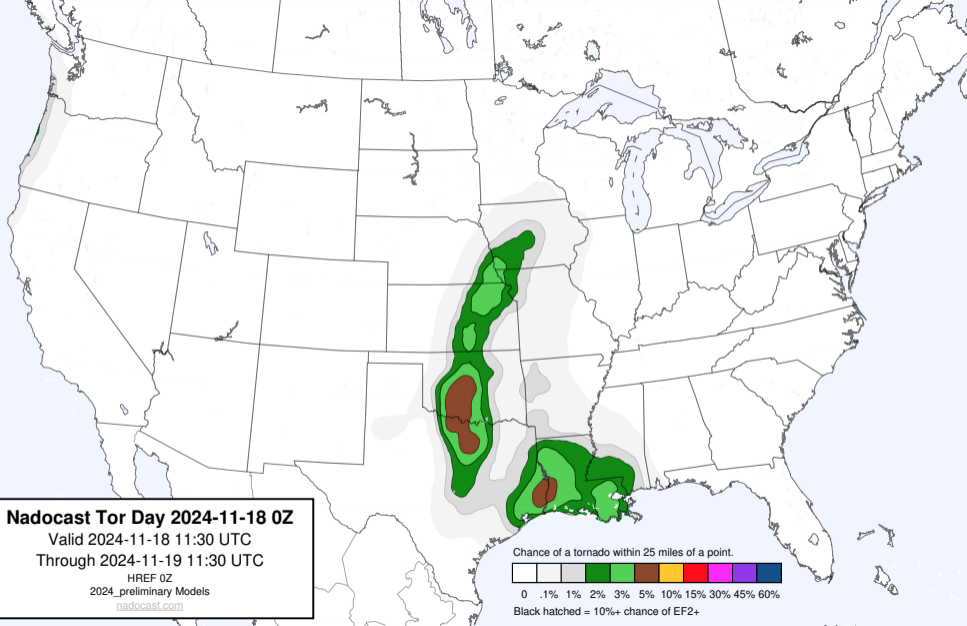 Nadocast Tor Day 2024-11-18 0Z
Valid 2024-11-18 11:30 UTC
Through 2024-11-19 11:30 UTC
HREF 0Z
2024_preliminary Models
nadocast.com
Chance of a tornado within 25 miles of a point.
0 .1% 1% 2% 3% 5% 10% 15% 30% 45% 60%
Black hatched = 10%+ chance of EF2+